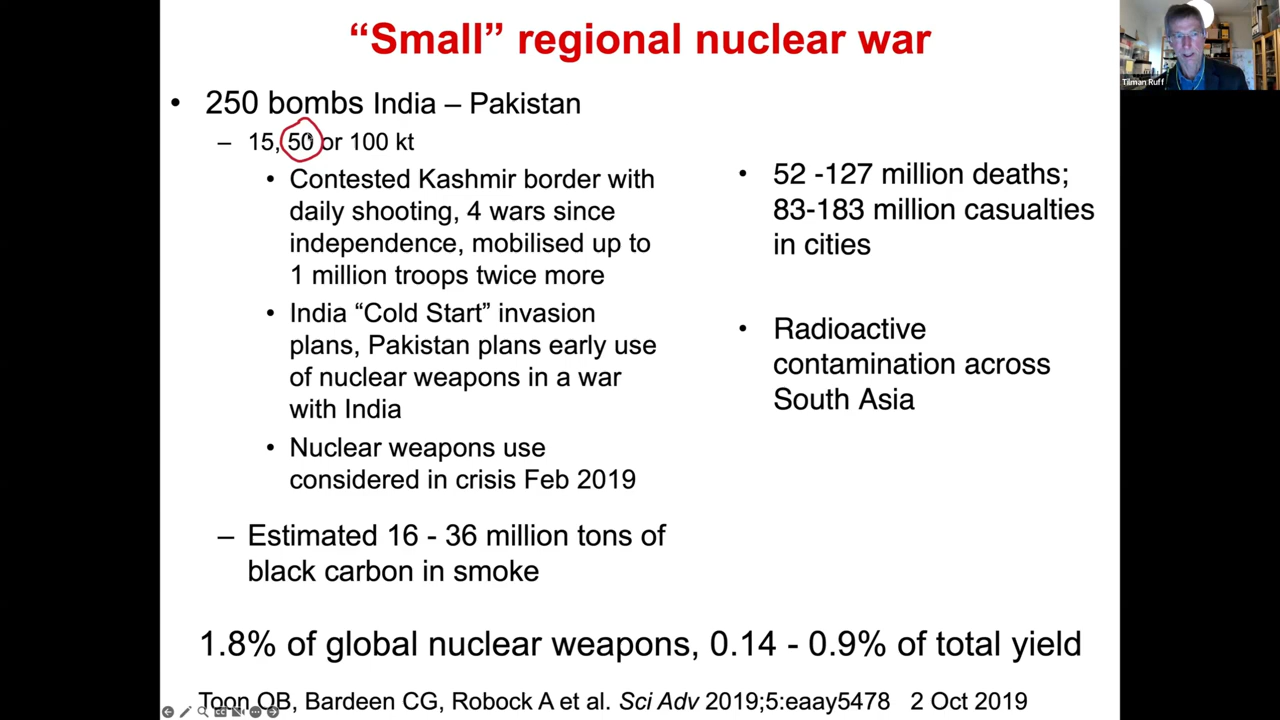 “Small” regional nuclear war
• 250 bombs India – Pakistan
– 15, 50 or 100 kt
• Contested Kashmir border with
daily shooting, 4 wars since
independence, mobilised up to
1 million troops twice more
• India “Cold Start” invasion
plans, Pakistan plans early use
of nuclear weapons in a war
with India
• Nuclear weapons use
considered in crisis Feb 2019
– Estimated 16 - 36 million tons of
black carbon in smoke
• 52 -127 million deaths;
83-183 million casualties
in cities
• Radioactive
contamination across
South Asia
1.8% of global nuclear weapons, 0.14 - 0.9% of total yield
Toon OB, Bardeen CG, Robock A et al. Sci Adv 2019;5:eaay5478 2 Oct 2019
Tilman Ruff